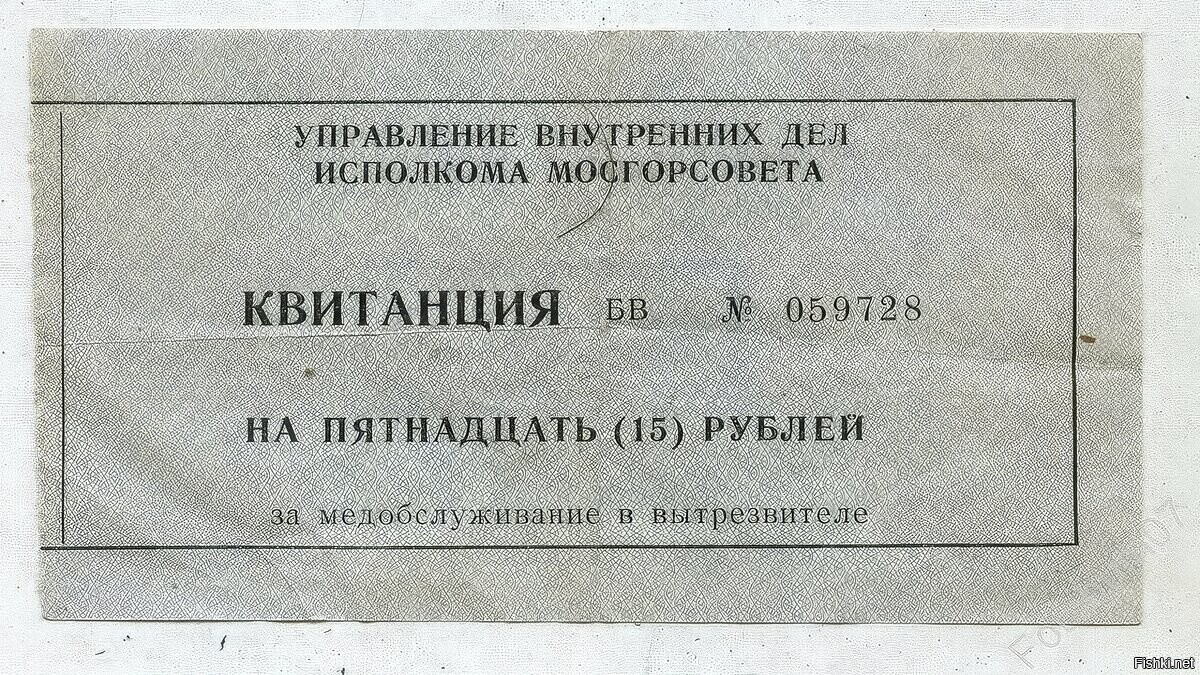 УПРАВЛЕНИЕ ВНУТРЕННИХ ДЕЛ
ИСПОЛКОМА МОСГОРСОВЕТА
КВИТАНЦИЯ БВ № 059728
НА ПЯТНАДЦАТЬ (15) РУБЛЕЙ
за медобслуживание в вытрезвителе
Fishki.net